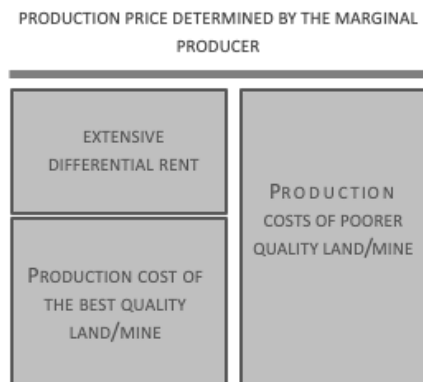 PRODUCTION PRICE DETERMINED BY THE MARGINAL
PRODUCER
EXTENSIVE
DIFFERENTIAL RENT
PRODUCTION COST OF
THE BEST QUALITY
LAND/MINE
PRODUCTION
COSTS OF POORER
QUALITY LAND/MINE